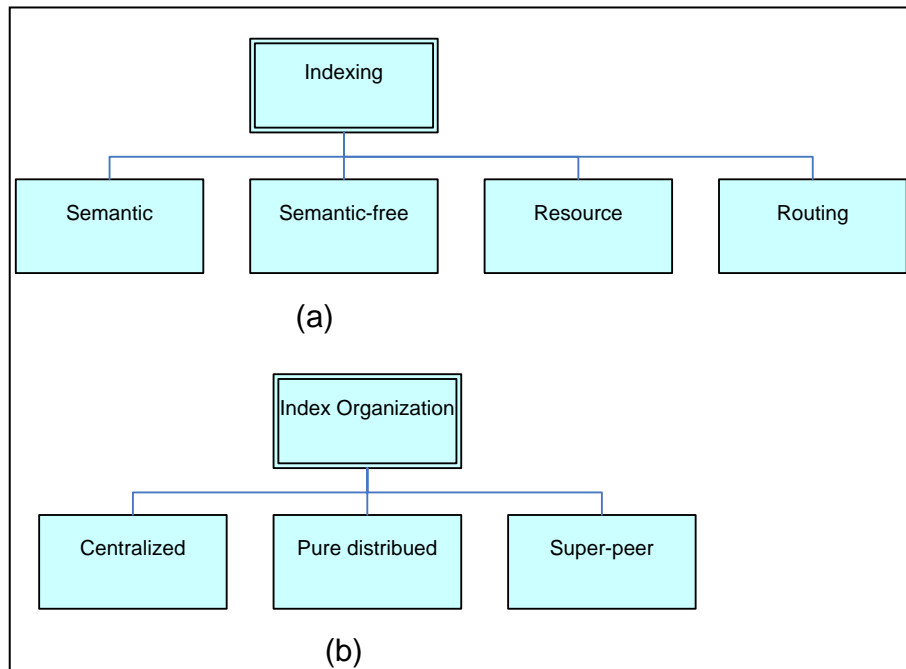 Indexing
Semantic
Semantic-free
Resource
Routing
(a)
Index Organization
Centralized
Pure distribued
Super-peer
(b)